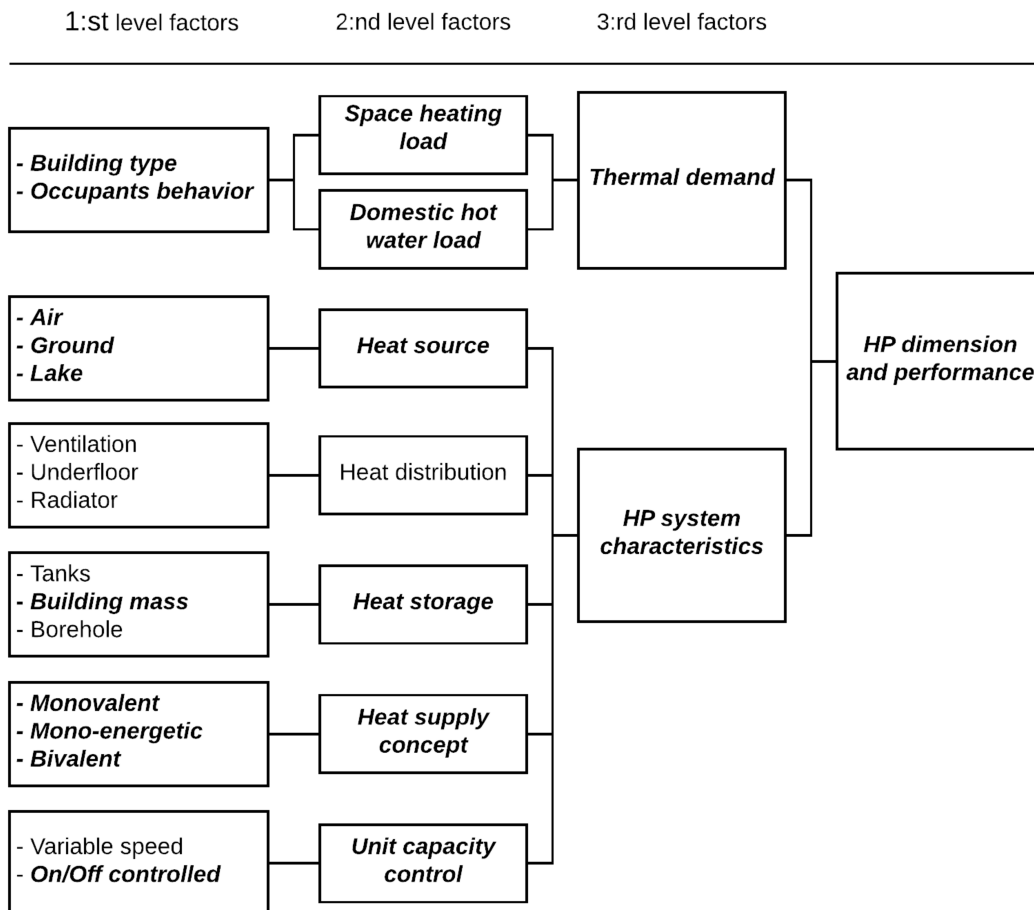 1:st level factors
2:nd level factors
3:rd level factors
- Building type
- Occupants behavior
Space heating
load
Domestic hot
water load
Thermal demand
- Air
- Ground
- Lake
Heat source
- Ventilation
- Underfloor
- Radiator
Heat distribution
- Tanks
- Building mass
- Borehole
Heat storage
- Monovalent
- Mono-energetic
- Bivalent
Heat supply
concept
- Variable speed
- On/Off controlled
Unit capacity
control
HP system
characteristics
HP dimension
and performance